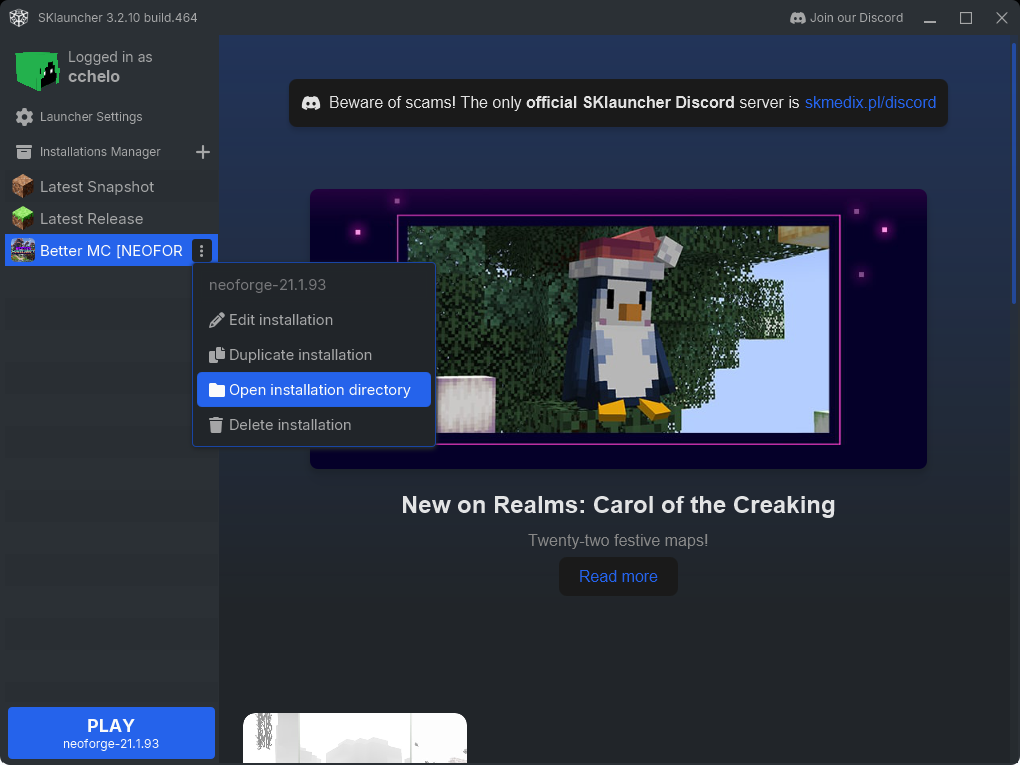 SKlauncher 3.2.10 build.464
Join our Discord
Logged in as
cchelo
Launcher Settings
Installations Manager
Latest Snapshot
Latest Release
Better MC [NEOFOR
neoforge-21.1.93
Edit installation
Duplicate installation
Open installation directory
Delete installation
PLAY
neoforge-21.1.93
Beware of scams! The only official SKlauncher Discord server is skmedix.pl/discord
New on Realms: Carol of the Creaking
Twenty-two festive maps!
Read more